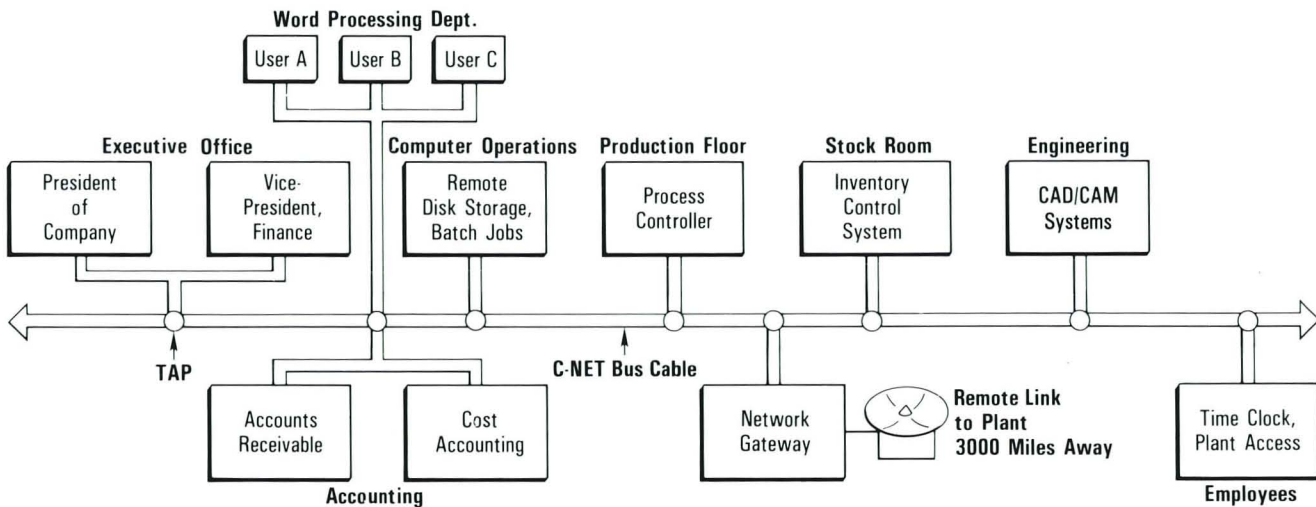 Word Processing Dept.
User A
User B
User C
Executive Office
President
of
Company
Vice-
President,
Finance
Computer Operations
Remote
Disk Storage,
Batch Jobs
Production Floor
Process
Controller
Stock Room
Inventory
Control
System
Engineering
CAD/CAM
Systems
TAP
C-NET Bus Cable
Accounts
Receivable
Cost
Accounting
Accounting
Network
Gateway
Remote Link
to Plant
3000 Miles Away
Time Clock,
Plant Access
Employees